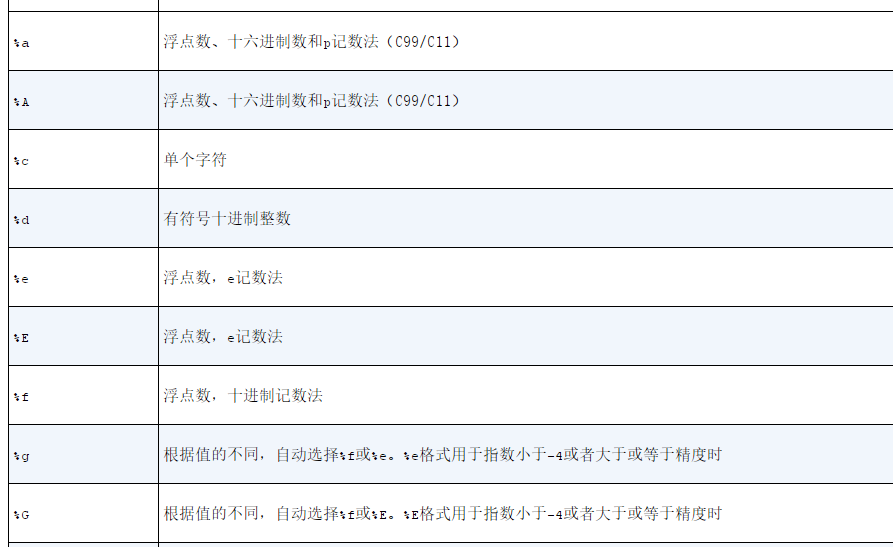 %a 浮点数、十六进制数和p记数法（C99/C11）
%A 浮点数、十六进制数和p记数法（C99/C11）
%c 单个字符
%d 有符号十进制整数
%e 浮点数，e记数法
%E 浮点数，e记数法
%f 浮点数，十进制记数法
%g 根据值的不同，自动选择%f或%e。%e格式用于指数小于-4或者大于或等于精度时
%G 根据值的不同，自动选择%f或%E。%E格式用于指数小于-4或者大于或等于精度时